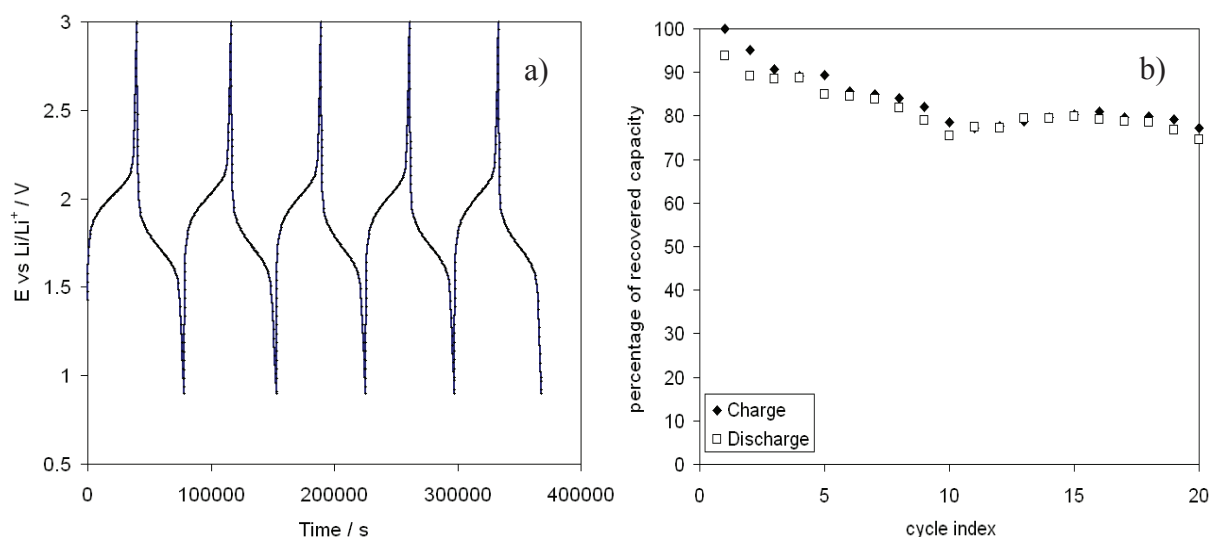 a)
3
2.5
2
1.5
1
0.5
E vs Li/Li+ / V
0 100000 200000 300000 400000
Time / s
b)
100
90
80
70
60
50
40
30
20
10
0
percentage of recovered capacity
Charge
Discharge
0 5 10 15 20
cycle index